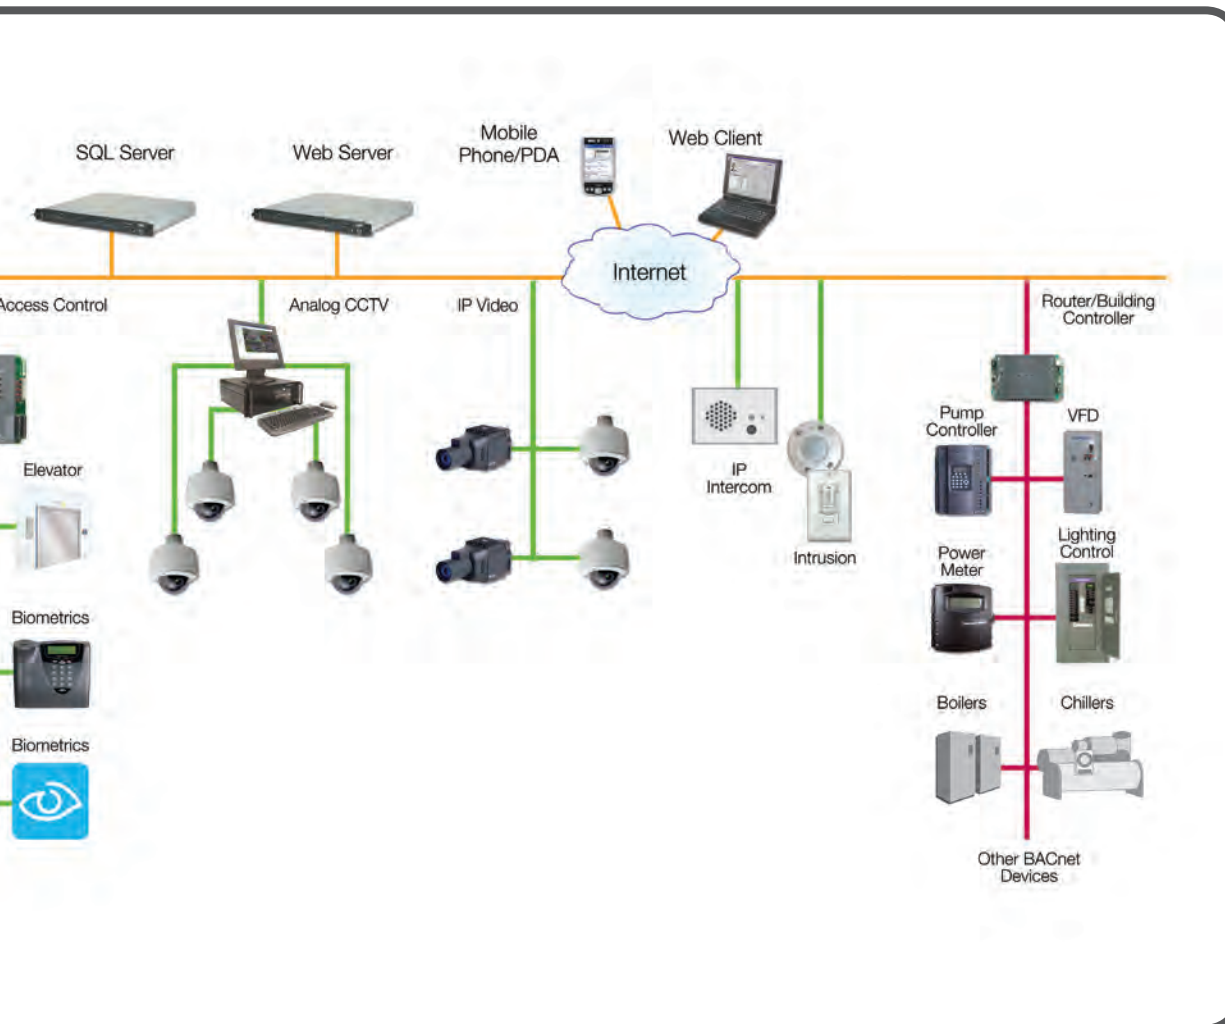 SQL Server
Web Server
Mobile
Phone/PDA
Web Client
Internet
Access Control
Analog CCTV
IP Video
Router/Building
Controller
Pump
Controller
VFD
Elevator
IP
Intercom
Intrusion
Lighting
Control
Power
Meter
Biometrics
Boilers
Chillers
Biometrics
Other BACnet
Devices